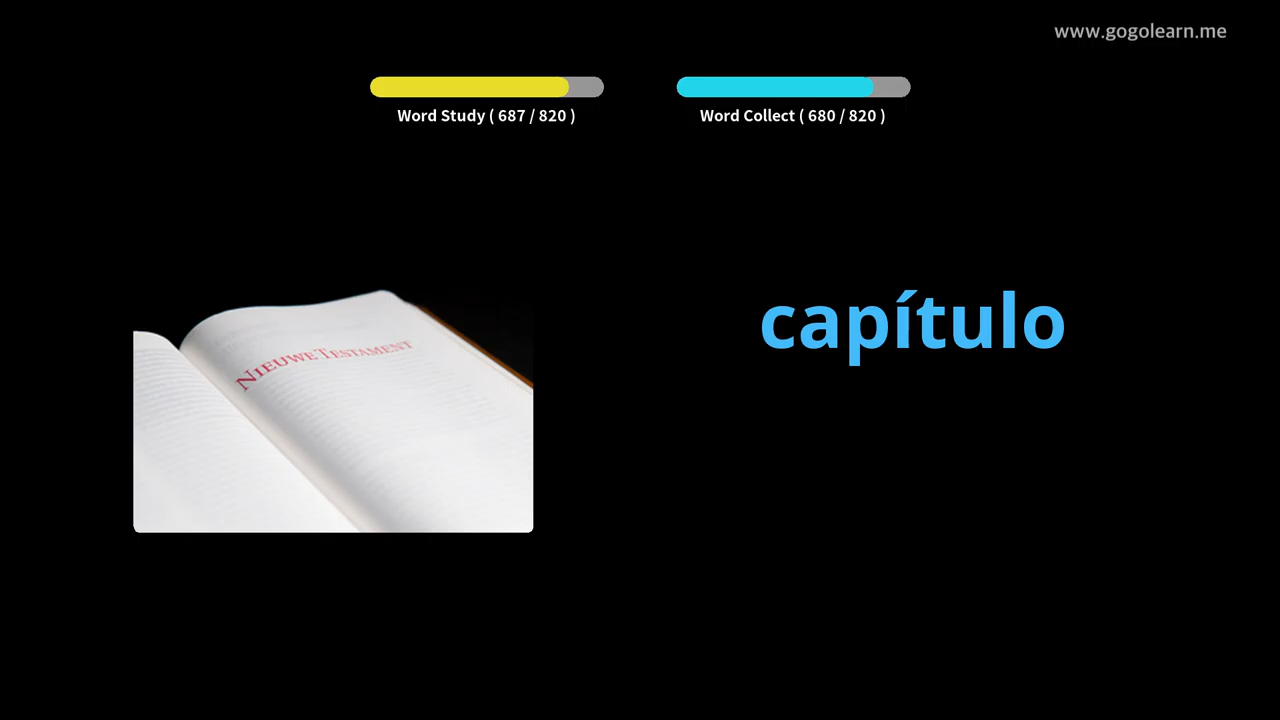 www.gogolearn.me
Word Study ( 687 / 820 )
Word Collect ( 680 / 820 )
capítulo
NIEUWE TESTAMENT